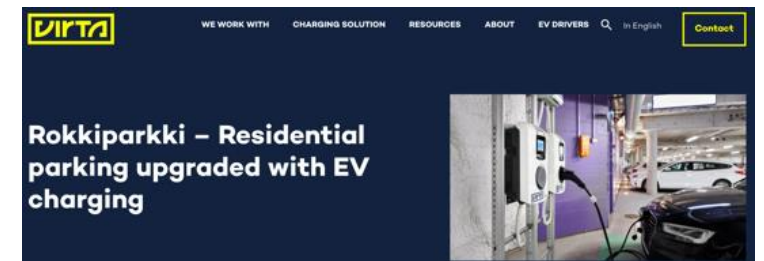 VIRTA
WE WORK WITH CHARGING SOLUTION RESOURCES ABOUT EV DRIVERS In English Contact
Rokkiparkki – Residential
parking upgraded with EV
charging